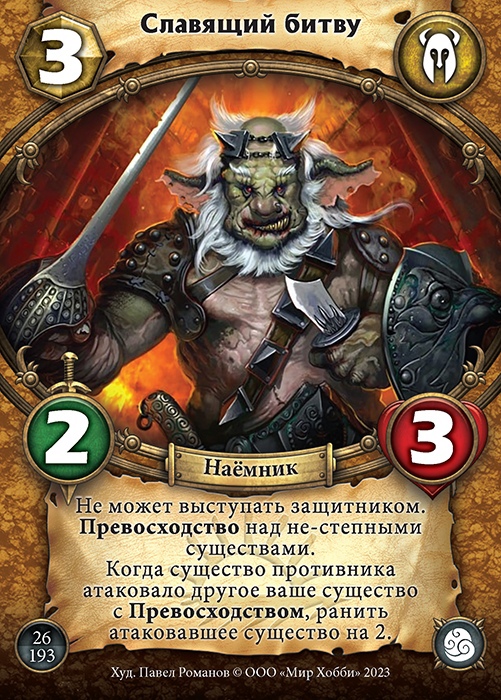 Славящий битву
3
2
3
Наёмник
Не может выступать защитником.
Превосходство над не-степными
существами.
Когда существо противника
атаковало другое ваше существо
с Превосходством, ранить
атаковавшее существо на 2.
26
193
Худ. Павел Романов © ООО «Мир Хобби» 2023